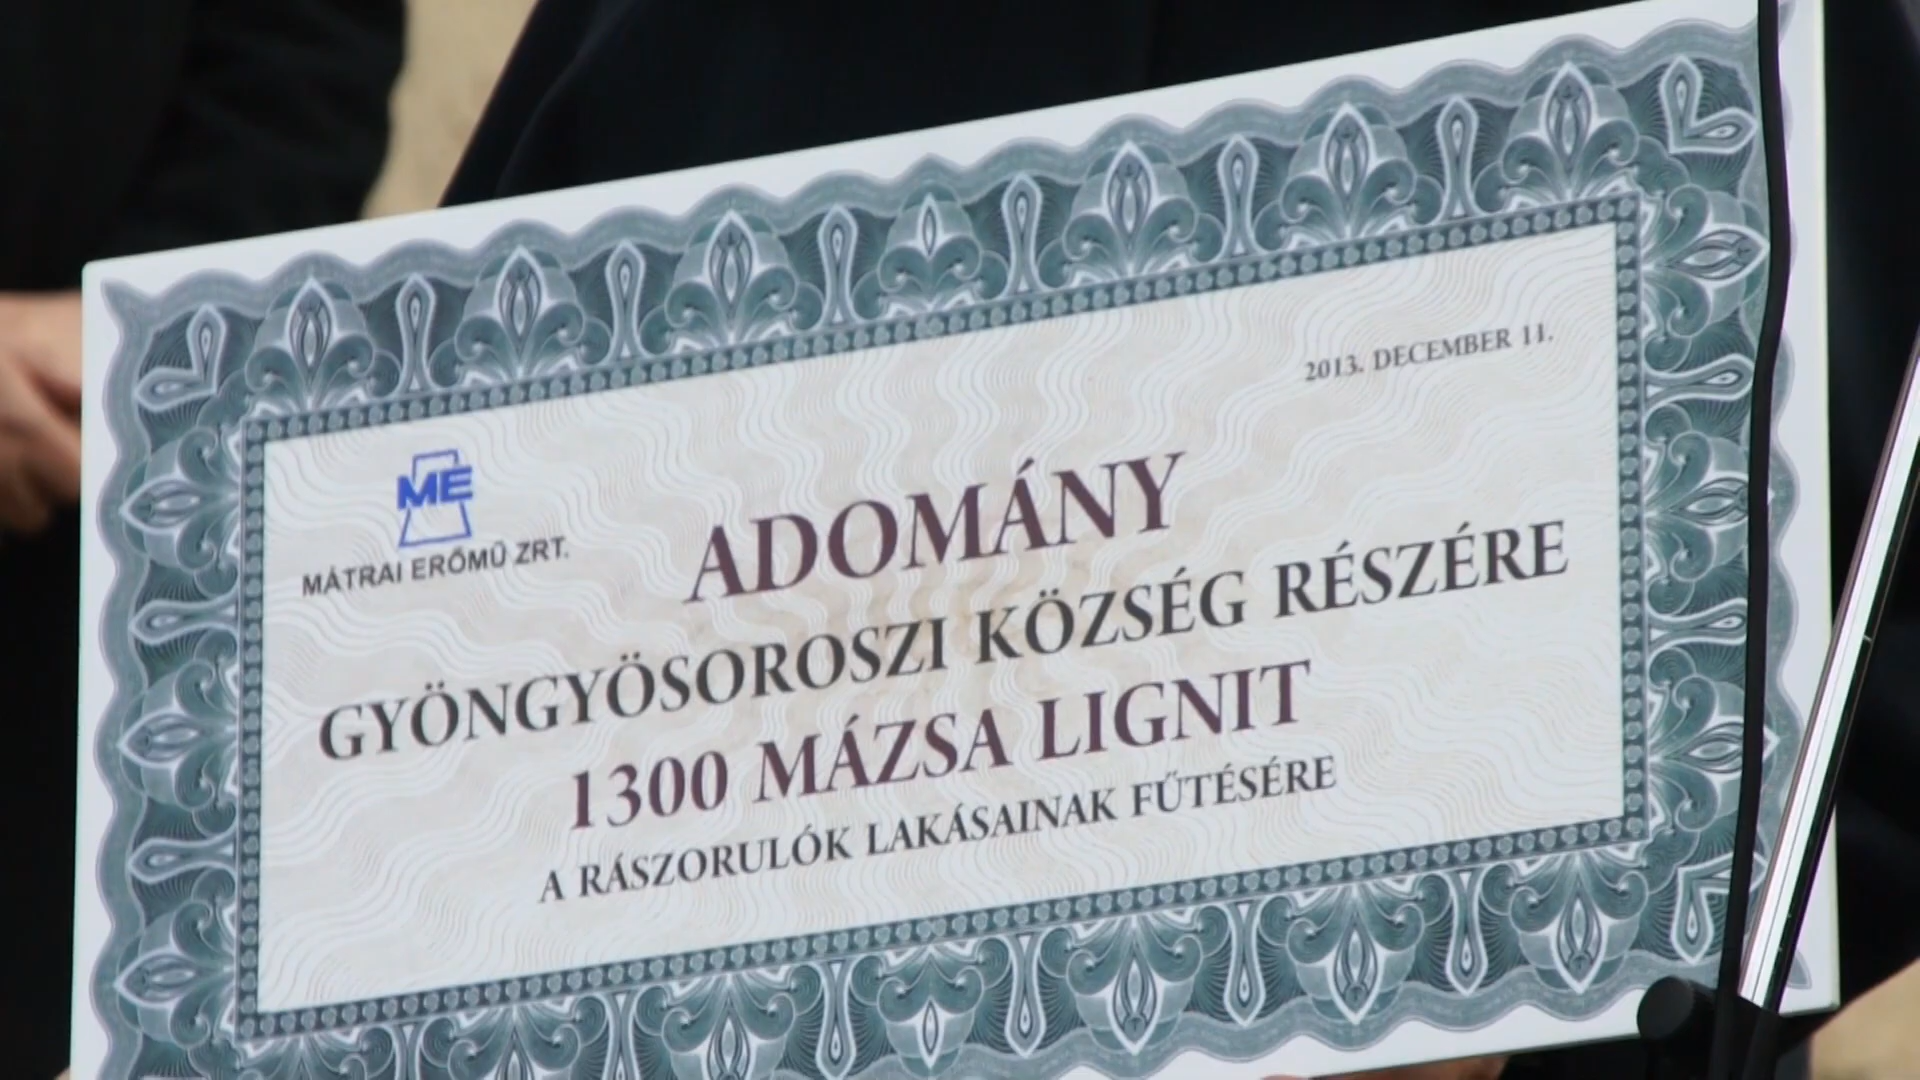 2013. DECEMBER 11.
ME
MÁTRAI ERŐMŰ ZRT.
ADOMÁNY
GYÖNGYÖSOROSZI KÖZSÉG RÉSZÉRE
1300 MÁZSA LIGNIT
A RÁSZORULÓK LAKÁSAINAK FŰTÉSÉRE